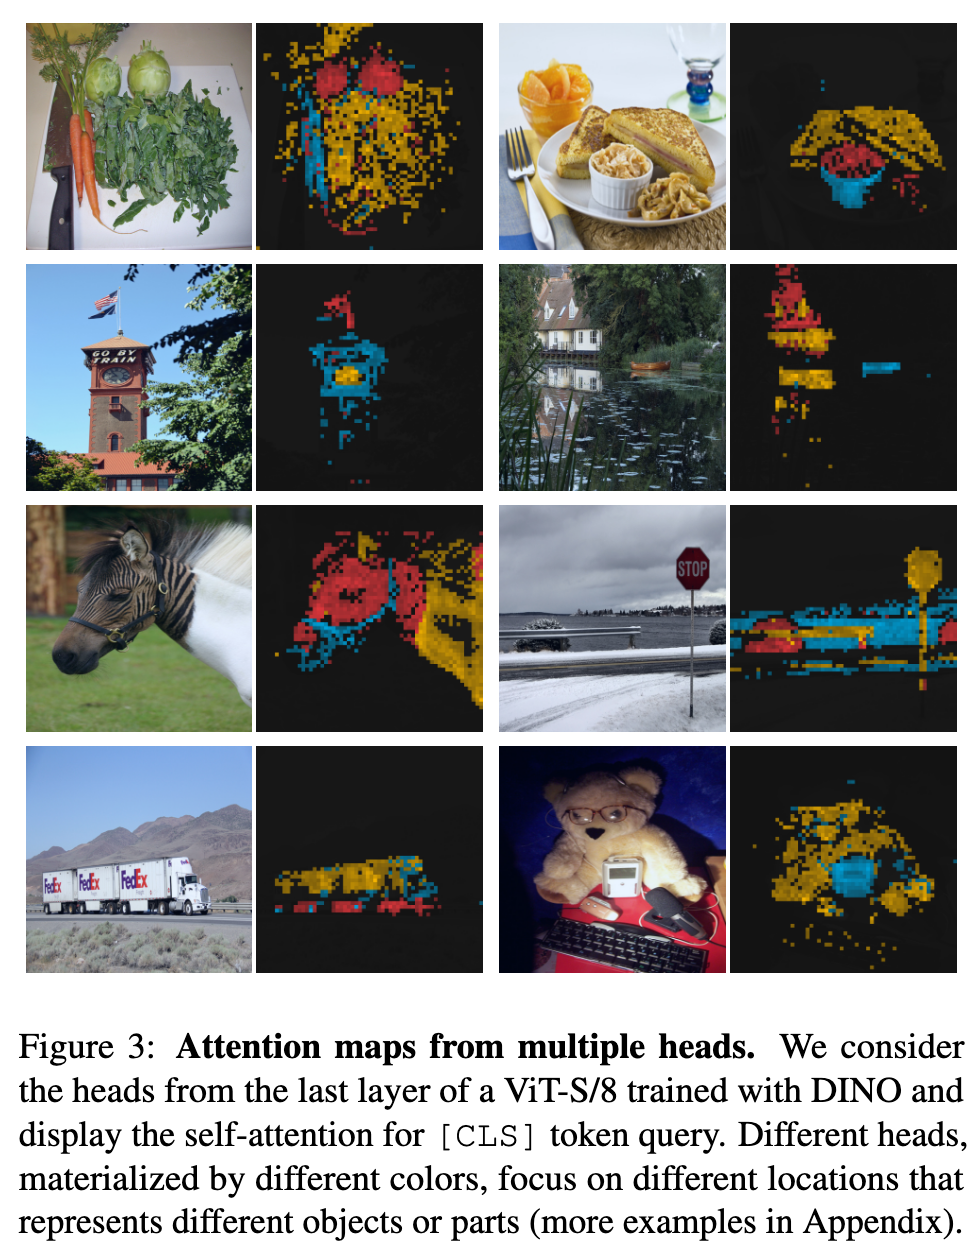 GO BY
TRAIN
STOP
FedEx
FedEx
FedEx
Figure 3: Attention maps from multiple heads. We consider
the heads from the last layer of a ViT-S/8 trained with DINO and
display the self-attention for [CLS] token query. Different heads,
materialized by different colors, focus on different locations that
represents different objects or parts (more examples in Appendix).